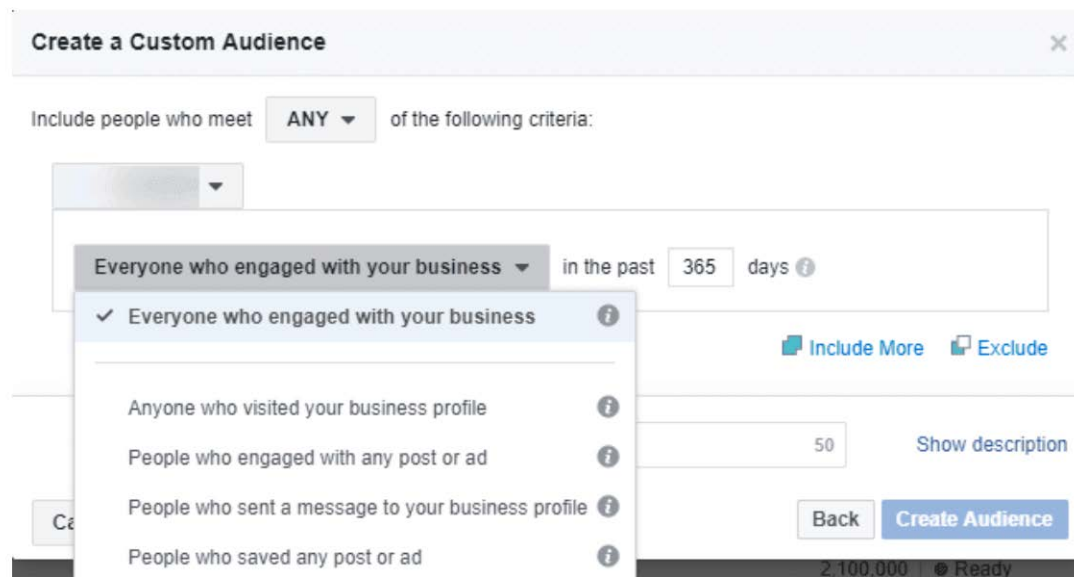 Create a Custom Audience
Include people who meet ANY of the following criteria:
Everyone who engaged with your business in the past 365 days
Everyone who engaged with your business
Include More Exclude
Anyone who visited your business profile
People who engaged with any post or ad
50 Show description
People who sent a message to your business profile
Back Create Audience
People who saved any post or ad
2,100,000 Ready